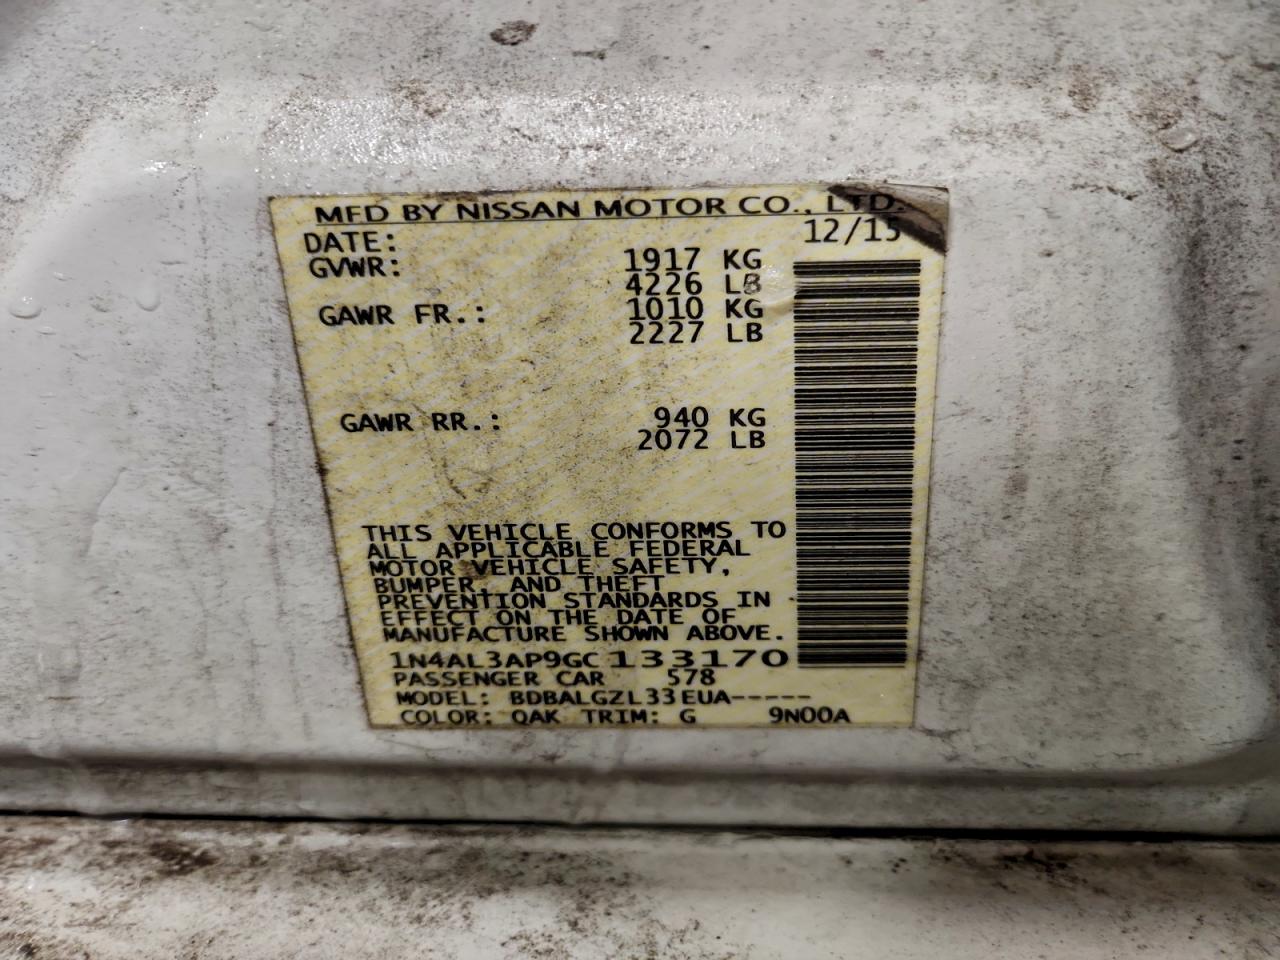 MFD BY NISSAN MOTOR CO., LTD.
DATE: 12/15
GVWR: 1917 KG
4226 LB
GAWR FR.: 1010 KG
2227 LB
GAWR RR.: 940 KG
2072 LB
THIS VEHICLE CONFORMS TO
ALL APPLICABLE FEDERAL
MOTOR VEHICLE SAFETY,
BUMPER, AND THEFT
PREVENTION STANDARDS IN
EFFECT ON THE DATE OF
MANUFACTURE SHOWN ABOVE.
1N4AL3AP9GC133170
PASSENGER CAR 578
MODEL: BDBALGZL33EUA-----
COLOR: QAK TRIM: G 9N00A